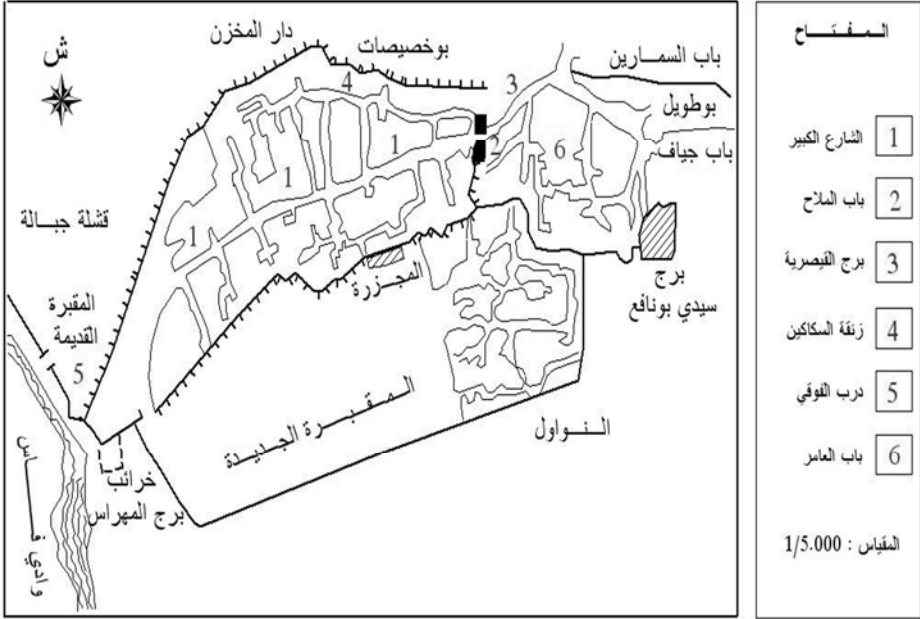 دار المخزن
بوخصيصات
باب السمارين
ش
4
3
بوطويل
1
1
2
6
باب جياف
1
قشلة جبالة
المجزرة
برج
سيدي بونافع
المقبرة
القديمة
5
المقبرة الجديدة
النواول
وادي فاس
خرائب
برج المهراس
المفتاح
1 الشارع الكبير
2 باب الملاح
3 برج القيصرية
4 زنقة السكاكين
5 درب الفوقي
6 باب العامر
المقياس : 1/5.000